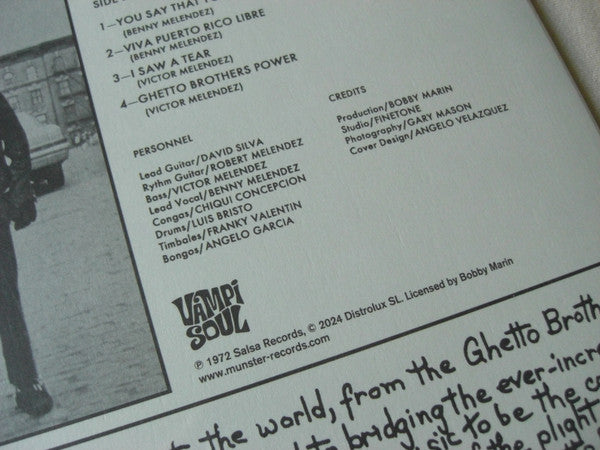 SIDE
1—YOU SAY THAT
(BENNY MELENDEZ)
2—VIVA PUERTO RICO LIBRE
(BENNY MELENDEZ)
3—I SAW A TEAR
(VICTOR MELENDEZ)
4—GHETTO BROTHERS POWER
(VICTOR MELENDEZ)
PERSONNEL
Lead Guitar/DAVID SILVA
Rythm Guitar/ROBERT MELENDEZ
Bass/VICTOR MELENDEZ
Lead Vocal/BENNY MELENDEZ
Congas/CHIQUI CONCEPCION
Drums/LUIS BRISTO
Timbales/FRANKY VALENTIN
Bongos/ANGELO GARCIA
CREDITS
Production/BOBBY MARIN
Studio/FINETONE
Photography/GARY MASON
Cover Design/ANGELO VELAZQUEZ
VAMPI
SOUL
℗ 1972 Salsa Records, © 2024 Distrolux SL. Licensed by Bobby Marin
www.munster-records.com
the world, from the Ghetto Broth
to bridging the ever-incre
to be the
the plight